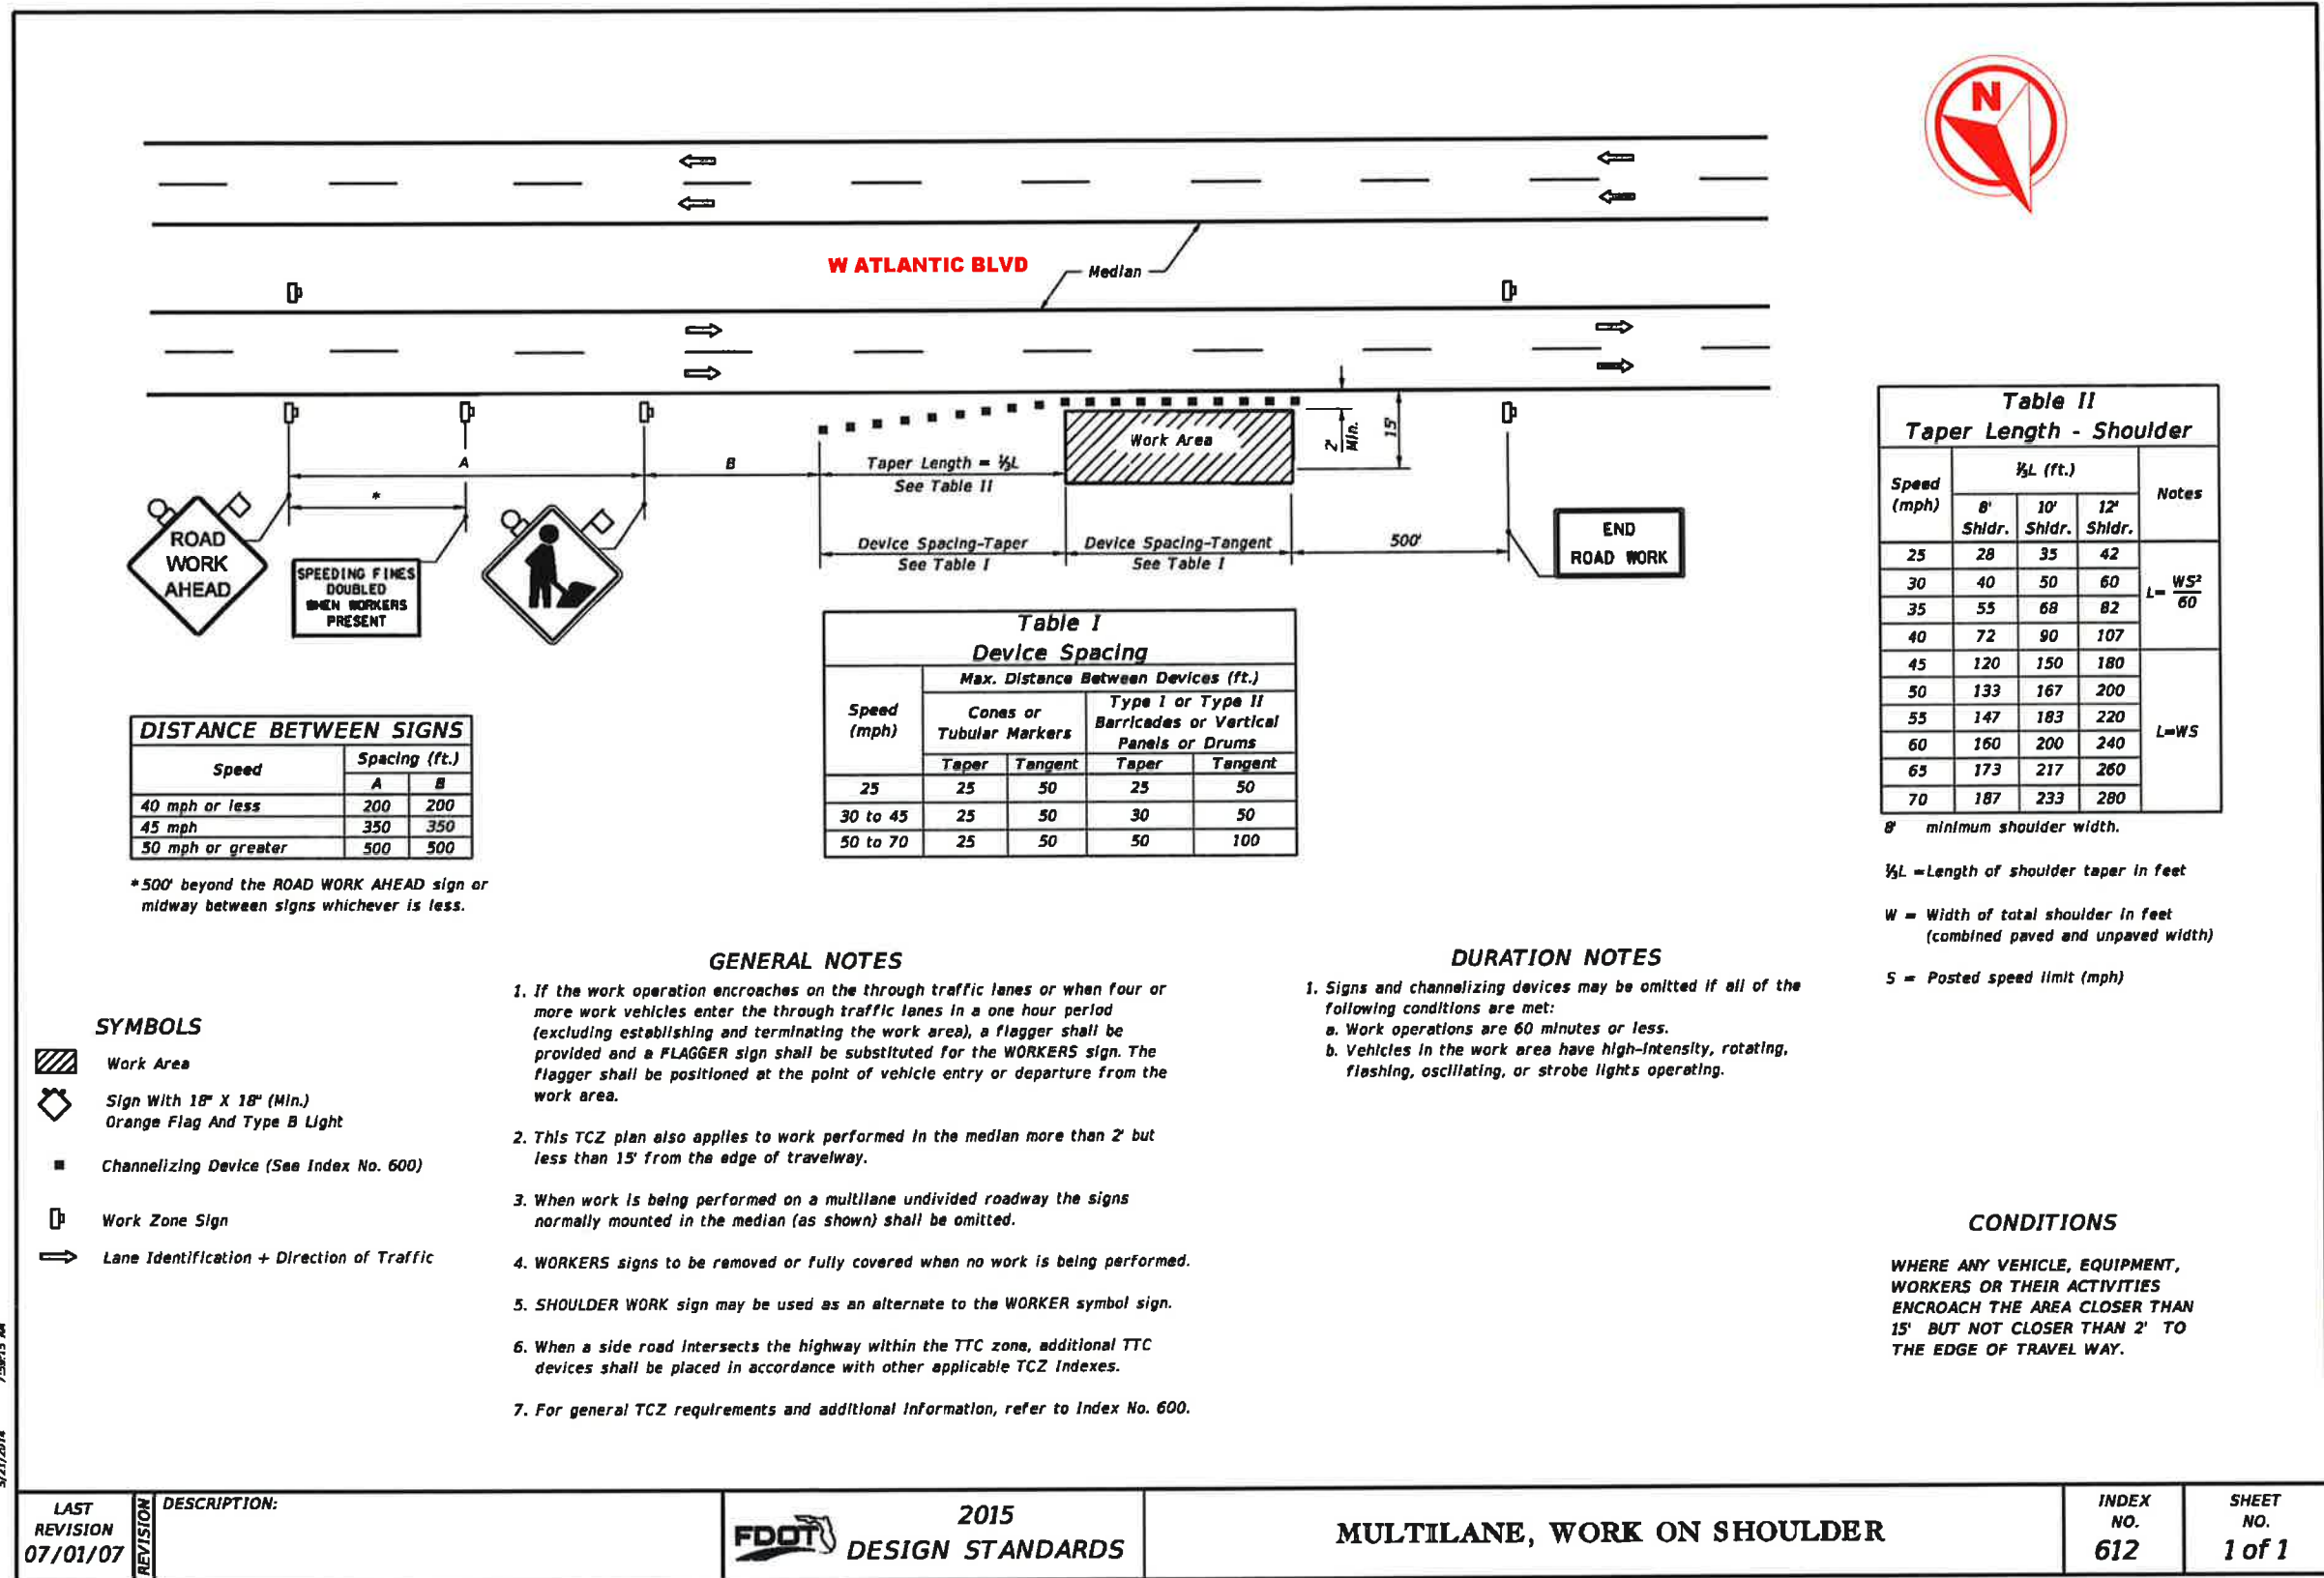 N
W ATLANTIC BLVD
Median
Work Area
2'
Min.
15'
A
B
*
Taper Length = ⅓L
See Table II
Device Spacing-Taper
See Table I
Device Spacing-Tangent
See Table I
500'
ROAD
WORK
AHEAD
SPEEDING FINES
DOUBLED
WHEN WORKERS
PRESENT
END
ROAD WORK
Table II
Taper Length - Shoulder
Speed
(mph)
⅓L (ft.)
Notes
8'
Shldr.
10'
Shldr.
12'
Shldr.
25 28 35 42
30 40 50 60
35 55 68 82
40 72 90 107
L= WS²
60
45 120 150 180
50 133 167 200
55 147 183 220
60 160 200 240
65 173 217 260
70 187 233 280
L=WS
8' minimum shoulder width.
⅓L =Length of shoulder taper in feet
W = Width of total shoulder in feet
(combined paved and unpaved width)
S = Posted speed limit (mph)
Table I
Device Spacing
Speed
(mph)
Max. Distance Between Devices (ft.)
Cones or
Tubular Markers
Type I or Type II
Barricades or Vertical
Panels or Drums
Taper Tangent Taper Tangent
25 25 50 25 50
30 to 45 25 50 30 50
50 to 70 25 50 50 100
DISTANCE BETWEEN SIGNS
Speed
Spacing (ft.)
A B
40 mph or less 200 200
45 mph 350 350
50 mph or greater 500 500
*500' beyond the ROAD WORK AHEAD sign or
midway between signs whichever is less.
SYMBOLS
Work Area
Sign With 18" X 18" (Min.)
Orange Flag And Type B Light
Channelizing Device (See Index No. 600)
Work Zone Sign
Lane Identification + Direction of Traffic
GENERAL NOTES
1. If the work operation encroaches on the through traffic lanes or when four or
more work vehicles enter the through traffic lanes in a one hour period
(excluding establishing and terminating the work area), a flagger shall be
provided and a FLAGGER sign shall be substituted for the WORKERS sign. The
flagger shall be positioned at the point of vehicle entry or departure from the
work area.
2. This TCZ plan also applies to work performed in the median more than 2' but
less than 15' from the edge of travelway.
3. When work is being performed on a multilane undivided roadway the signs
normally mounted in the median (as shown) shall be omitted.
4. WORKERS signs to be removed or fully covered when no work is being performed.
5. SHOULDER WORK sign may be used as an alternate to the WORKER symbol sign.
6. When a side road intersects the highway within the TTC zone, additional TTC
devices shall be placed in accordance with other applicable TCZ Indexes.
7. For general TCZ requirements and additional information, refer to Index No. 600.
DURATION NOTES
1. Signs and channelizing devices may be omitted if all of the
following conditions are met:
a. Work operations are 60 minutes or less.
b. Vehicles in the work area have high-intensity, rotating,
flashing, oscillating, or strobe lights operating.
CONDITIONS
WHERE ANY VEHICLE, EQUIPMENT,
WORKERS OR THEIR ACTIVITIES
ENCROACH THE AREA CLOSER THAN
15' BUT NOT CLOSER THAN 2' TO
THE EDGE OF TRAVEL WAY.
LAST
REVISION
07/01/07
REVISION
DESCRIPTION:
FDOT
2015
DESIGN STANDARDS
MULTILANE, WORK ON SHOULDER
INDEX
NO.
612
SHEET
NO.
1 of 1